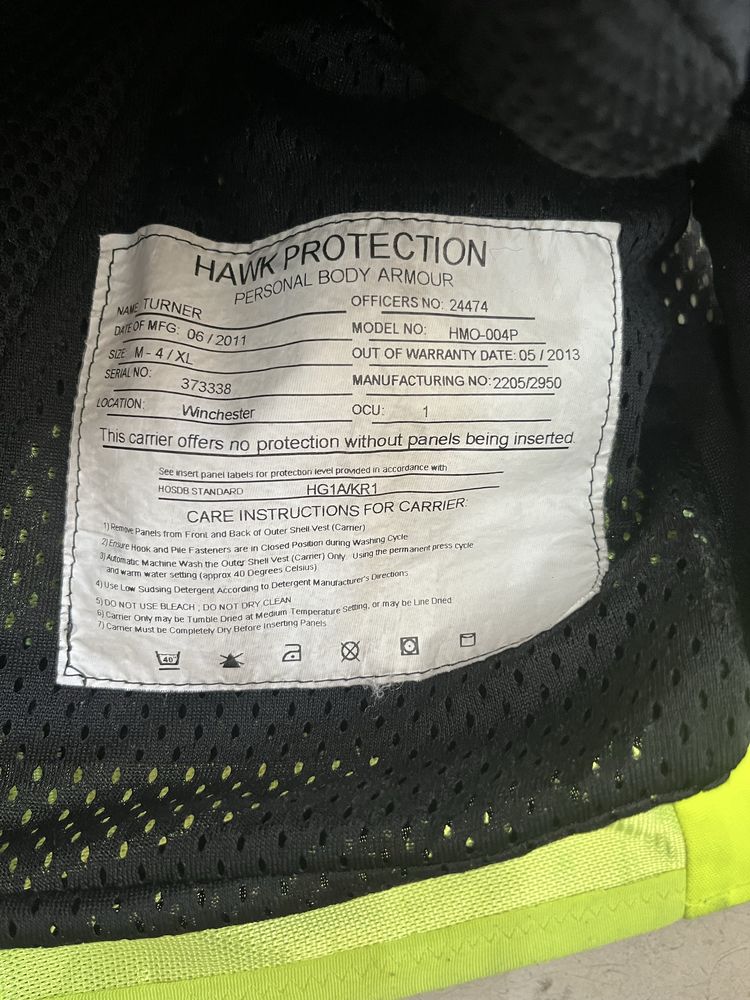 HAWK PROTECTION
PERSONAL BODY ARMOUR
NAME: TURNER OFFICERS NO: 24474
DATE OF MFG: 06 / 2011 MODEL NO: HMO-004P
SIZE: M - 4 / XL OUT OF WARRANTY DATE: 05 / 2013
SERIAL NO: 373338 MANUFACTURING NO: 2205/2950
LOCATION: Winchester OCU: 1
This carrier offers no protection without panels being inserted.
See insert panel labels for protection level provided in accordance with
HOSDB STANDARD HG1A/KR1
CARE INSTRUCTIONS FOR CARRIER:
1) Remove Panels from Front and Back of Outer Shell Vest (Carrier)
2) Ensure Hook and Pile Fasteners are in Closed Position during Washing Cycle
3) Automatic Machine Wash the Outer Shell Vest (Carrier) Only. Using the permanent press cycle
and warm water setting (approx 40 Degrees Celsius)
4) Use Low Sudsing Detergent According to Detergent Manufacturer's Directions
5) DO NOT USE BLEACH ; DO NOT DRY CLEAN
6) Carrier Only may be Tumble Dried at Medium Temperature Setting, or may be Line Dried
7) Carrier Must be Completely Dry Before Inserting Panels
40°